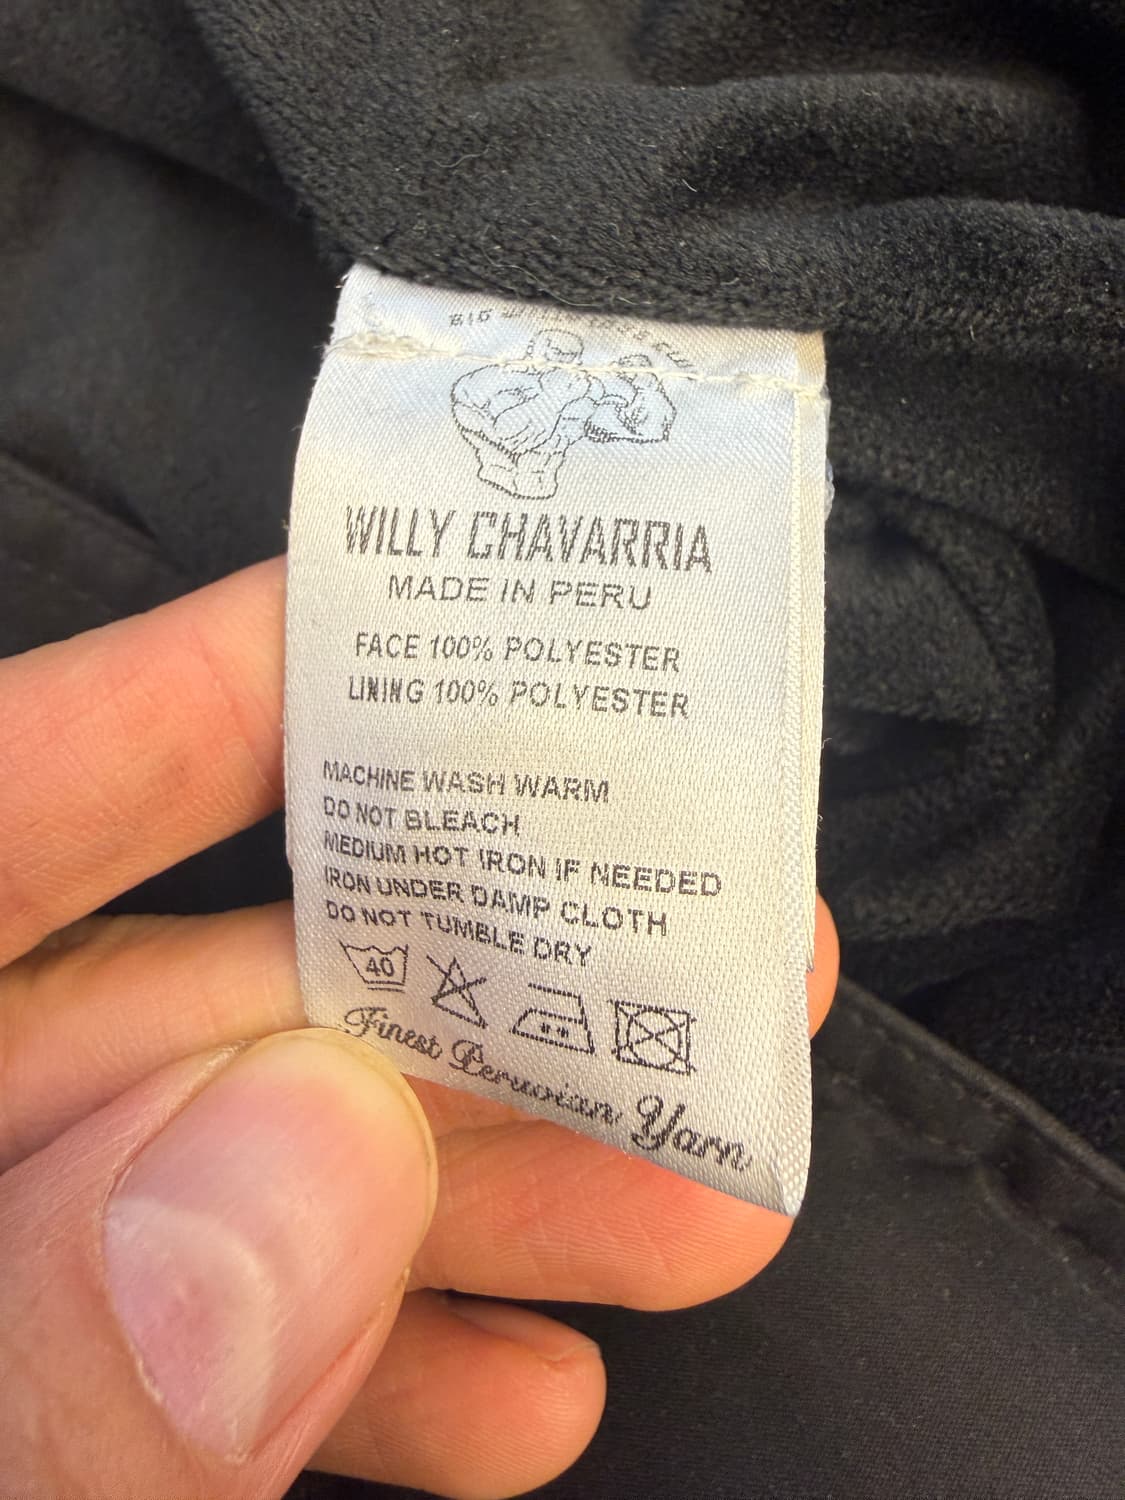 BIG
WILLY CHAVARRIA
MADE IN PERU
FACE 100% POLYESTER
LINING 100% POLYESTER
MACHINE WASH WARM
DO NOT BLEACH
MEDIUM HOT IRON IF NEEDED
IRON UNDER DAMP CLOTH
DO NOT TUMBLE DRY
40
Finest Peruvian Yarn